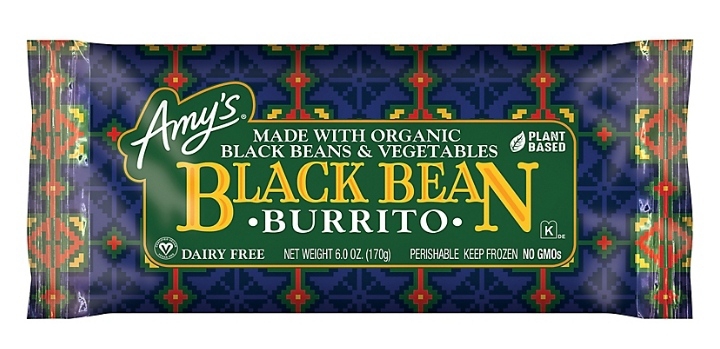 Amy's®
MADE WITH ORGANIC
BLACK BEANS & VEGETABLES
PLANT
BASED
BLACK BEAN
•BURRITO•
K DE
V DAIRY FREE NET WEIGHT 6.0 OZ. (170g) PERISHABLE KEEP FROZEN NO GMOs